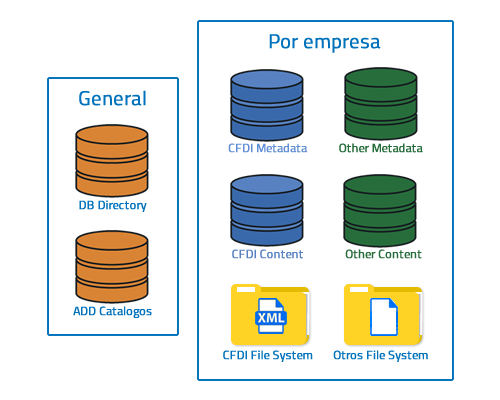 General
DB Directory
ADD Catalogos
Por empresa
CFDI Metadata
Other Metadata
CFDI Content
Other Content
XML
CFDI File System
Otros File System